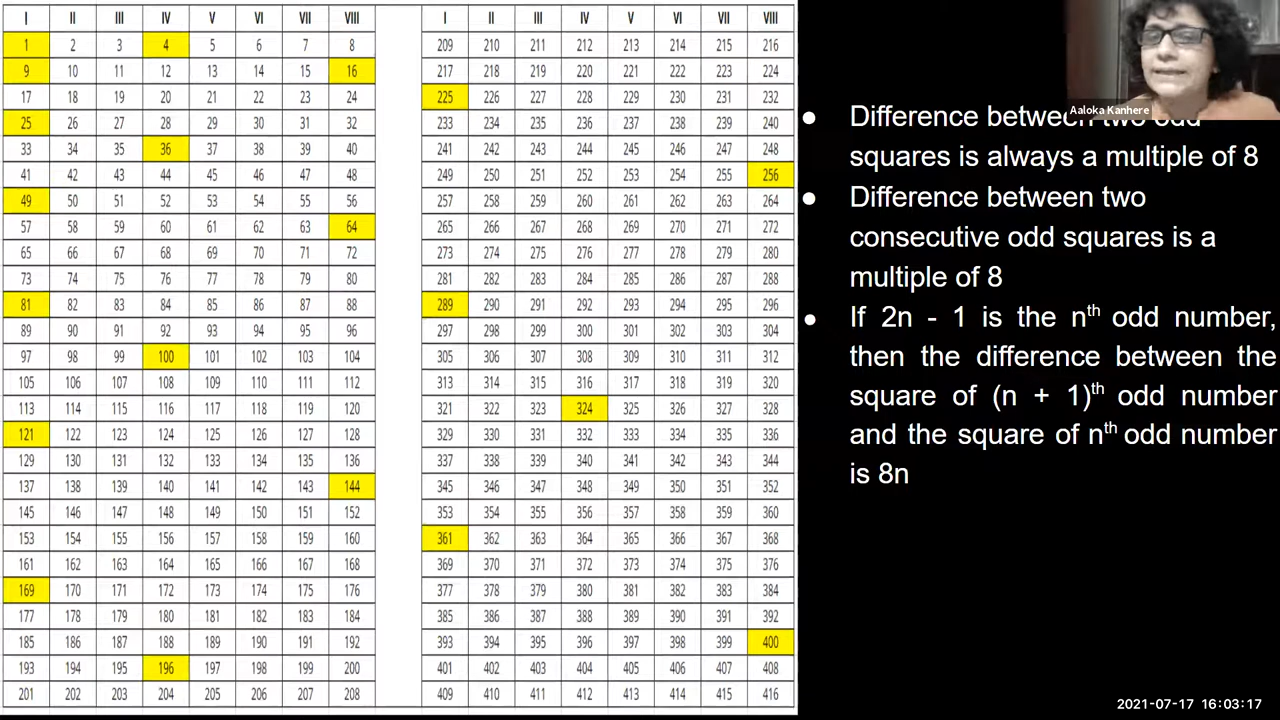 I II III IV V VI VII VIII
1 2 3 4 5 6 7 8
9 10 11 12 13 14 15 16
17 18 19 20 21 22 23 24
25 26 27 28 29 30 31 32
33 34 35 36 37 38 39 40
41 42 43 44 45 46 47 48
49 50 51 52 53 54 55 56
57 58 59 60 61 62 63 64
65 66 67 68 69 70 71 72
73 74 75 76 77 78 79 80
81 82 83 84 85 86 87 88
89 90 91 92 93 94 95 96
97 98 99 100 101 102 103 104
105 106 107 108 109 110 111 112
113 114 115 116 117 118 119 120
121 122 123 124 125 126 127 128
129 130 131 132 133 134 135 136
137 138 139 140 141 142 143 144
145 146 147 148 149 150 151 152
153 154 155 156 157 158 159 160
161 162 163 164 165 166 167 168
169 170 171 172 173 174 175 176
177 178 179 180 181 182 183 184
185 186 187 188 189 190 191 192
193 194 195 196 197 198 199 200
201 202 203 204 205 206 207 208
I II III IV V VI VII VIII
209 210 211 212 213 214 215 216
217 218 219 220 221 222 223 224
225 226 227 228 229 230 231 232
233 234 235 236 237 238 239 240
241 242 243 244 245 246 247 248
249 250 251 252 253 254 255 256
257 258 259 260 261 262 263 264
265 266 267 268 269 270 271 272
273 274 275 276 277 278 279 280
281 282 283 284 285 286 287 288
289 290 291 292 293 294 295 296
297 298 299 300 301 302 303 304
305 306 307 308 309 310 311 312
313 314 315 316 317 318 319 320
321 322 323 324 325 326 327 328
329 330 331 332 333 334 335 336
337 338 339 340 341 342 343 344
345 346 347 348 349 350 351 352
353 354 355 356 357 358 359 360
361 362 363 364 365 366 367 368
369 370 371 372 373 374 375 376
377 378 379 380 381 382 383 384
385 386 387 388 389 390 391 392
393 394 395 396 397 398 399 400
401 402 403 404 405 406 407 408
409 410 411 412 413 414 415 416
Aaloka Kanhere
● Difference between two odd
squares is always a multiple of 8
● Difference between two
consecutive odd squares is a
multiple of 8
● If 2n - 1 is the nth odd number,
then the difference between the
square of (n + 1)th odd number
and the square of nth odd number
is 8n
2021-07-17 16:03:17